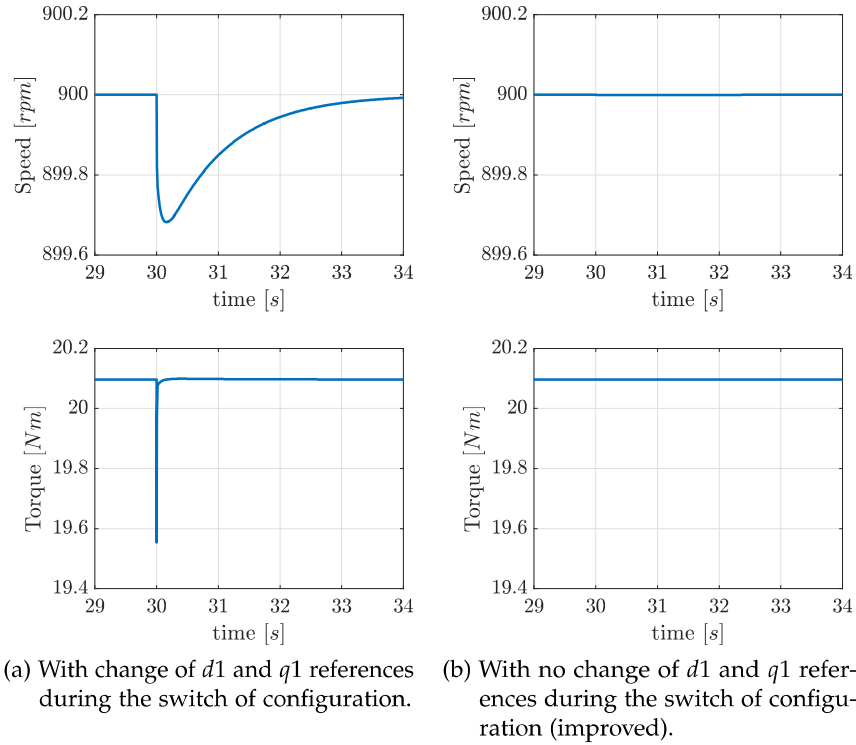 900.2
900
899.8
899.6
Speed [rpm]
29 30 31 32 33 34
time [s]
900.2
900
899.8
899.6
Speed [rpm]
29 30 31 32 33 34
time [s]
20.2
20
19.8
19.6
19.4
Torque [Nm]
29 30 31 32 33 34
time [s]
20.2
20
19.8
19.6
19.4
Torque [Nm]
29 30 31 32 33 34
time [s]
(a) With change of d1 and q1 references
during the switch of configuration.
(b) With no change of d1 and q1 refer-
ences during the switch of configu-
ration (improved).